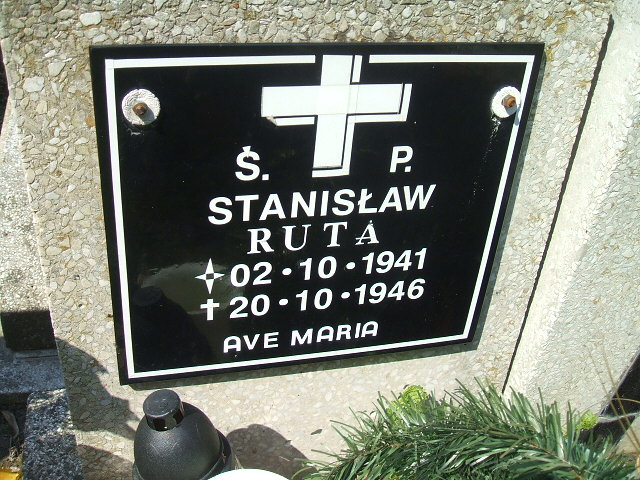 Ś. P.
STANISŁAW
RUTA
02·10·1941
20·10·1946
AVE MARIA